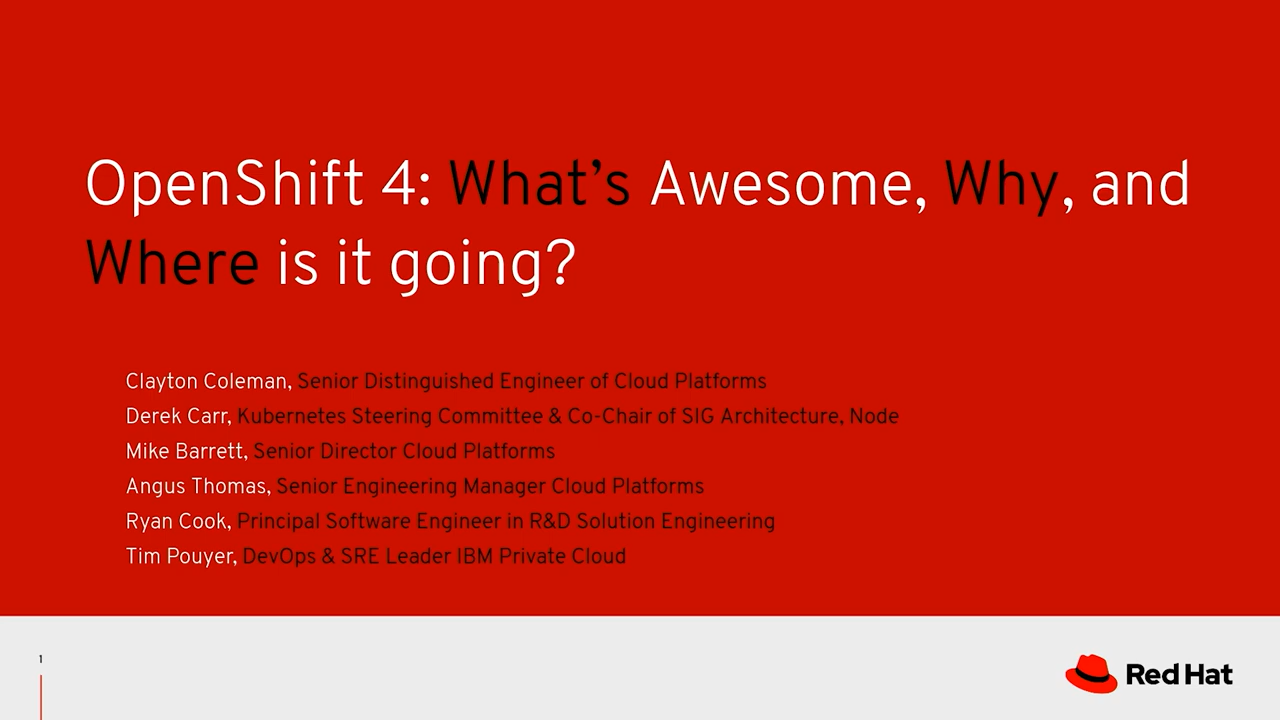 OpenShift 4: What's Awesome, Why, and
Where is it going?
Clayton Coleman, Senior Distinguished Engineer of Cloud Platforms
Derek Carr, Kubernetes Steering Committee & Co-Chair of SIG Architecture, Node
Mike Barrett, Senior Director Cloud Platforms
Angus Thomas, Senior Engineering Manager Cloud Platforms
Ryan Cook, Principal Software Engineer in R&D Solution Engineering
Tim Pouyer, DevOps & SRE Leader IBM Private Cloud
1
Red Hat